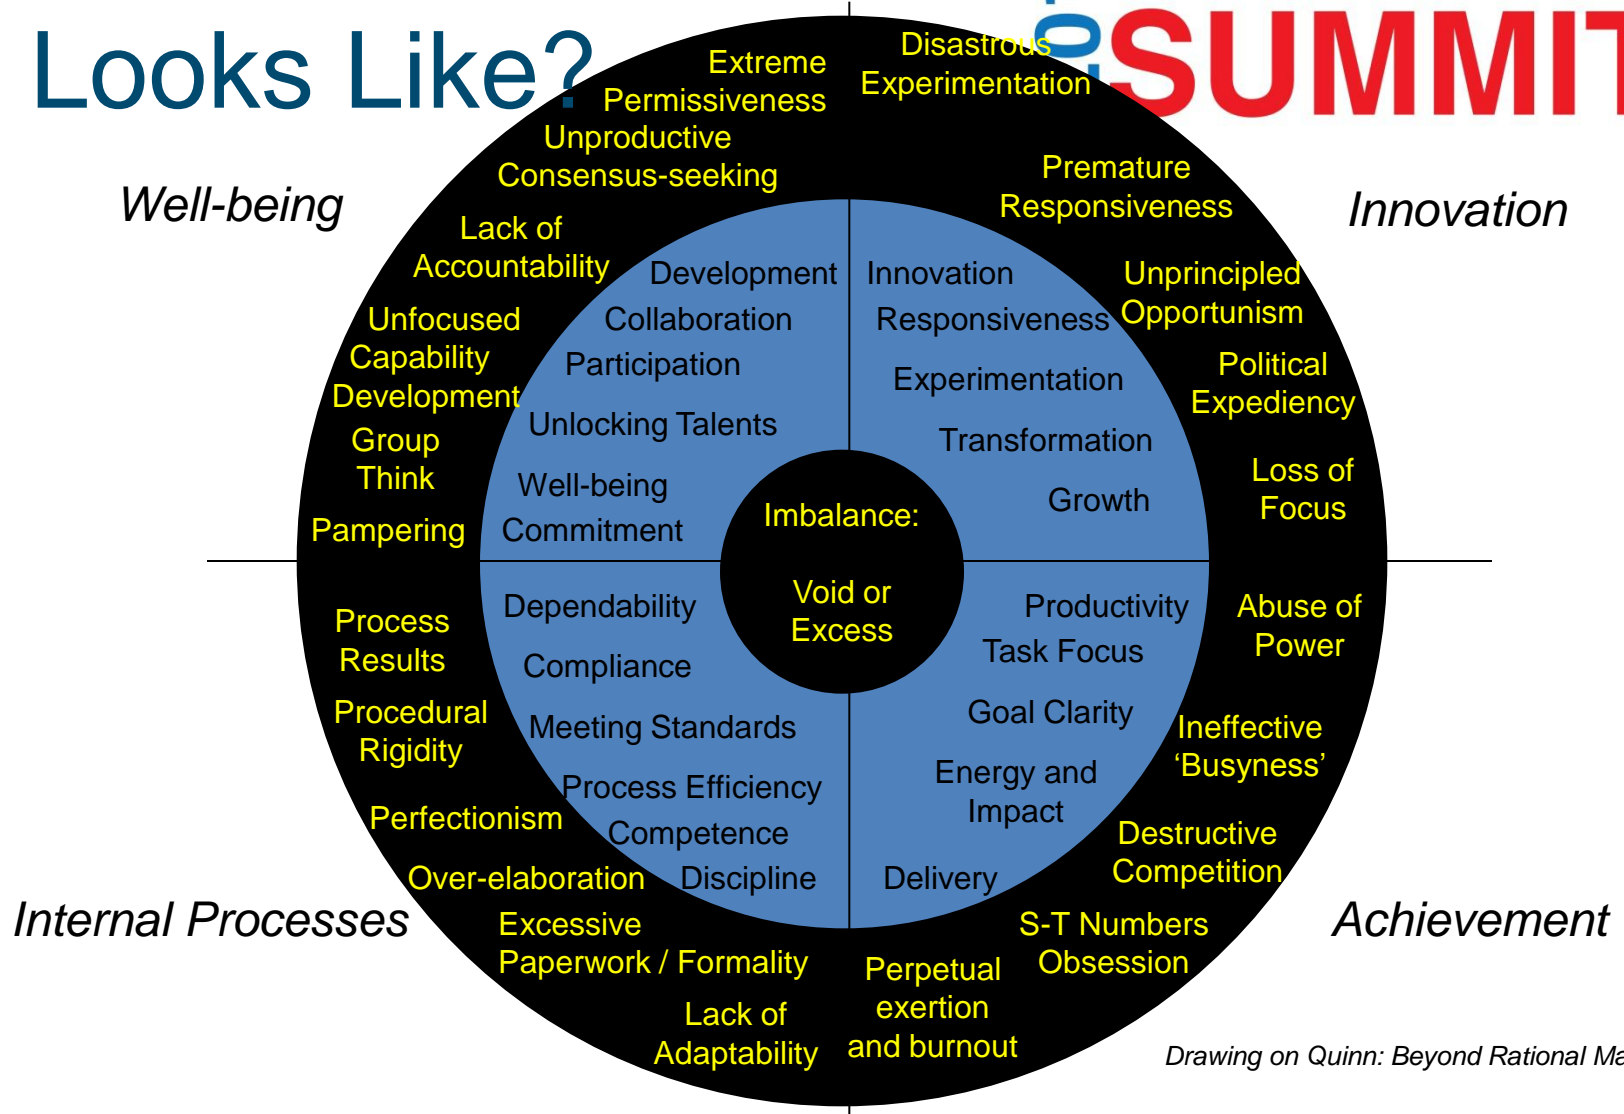 Looks Like?
SUMMIT
Well-being
Innovation
Internal Processes
Achievement
Extreme
Permissiveness
Unproductive
Consensus-seeking
Lack of
Accountability
Unfocused
Capability
Development
Group
Think
Pampering
Disastrous
Experimentation
Premature
Responsiveness
Unprincipled
Opportunism
Political
Expediency
Loss of
Focus
Development
Collaboration
Participation
Unlocking Talents
Well-being
Commitment
Innovation
Responsiveness
Experimentation
Transformation
Growth
Imbalance:
Void or
Excess
Dependability
Compliance
Meeting Standards
Process Efficiency
Competence
Discipline
Productivity
Task Focus
Goal Clarity
Energy and
Impact
Delivery
Process
Results
Procedural
Rigidity
Perfectionism
Over-elaboration
Excessive
Paperwork / Formality
Lack of
Adaptability
Abuse of
Power
Ineffective
‘Busyness’
Destructive
Competition
S-T Numbers
Obsession
Perpetual
exertion
and burnout
Drawing on Quinn: Beyond Rational Ma